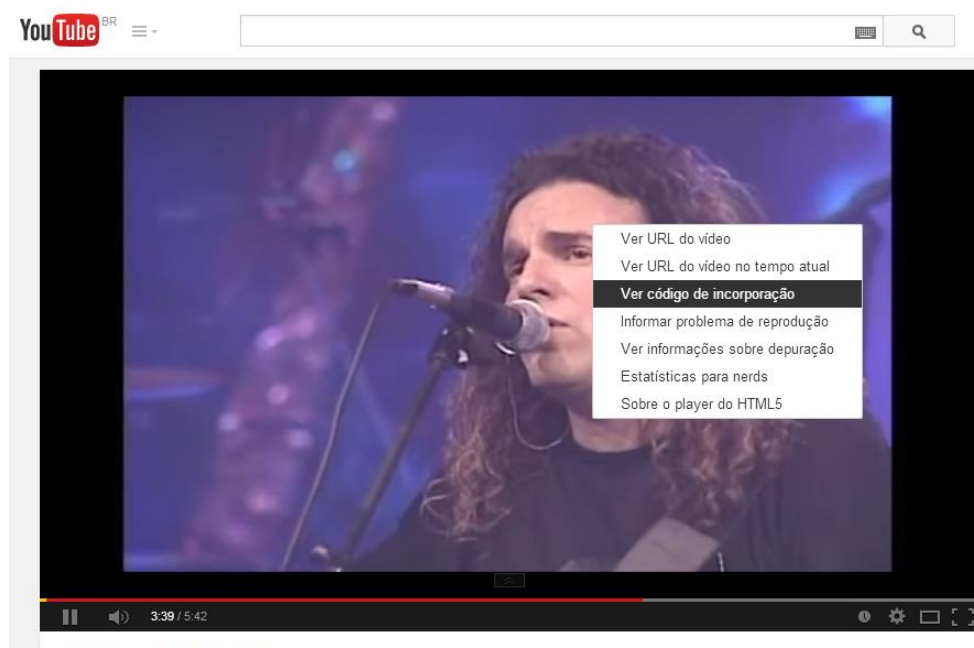 YouTube BR
Ver URL do vídeo
Ver URL do vídeo no tempo atual
Ver código de incorporação
Informar problema de reprodução
Ver informações sobre depuração
Estatísticas para nerds
Sobre o player do HTML5
3:39 / 5:42